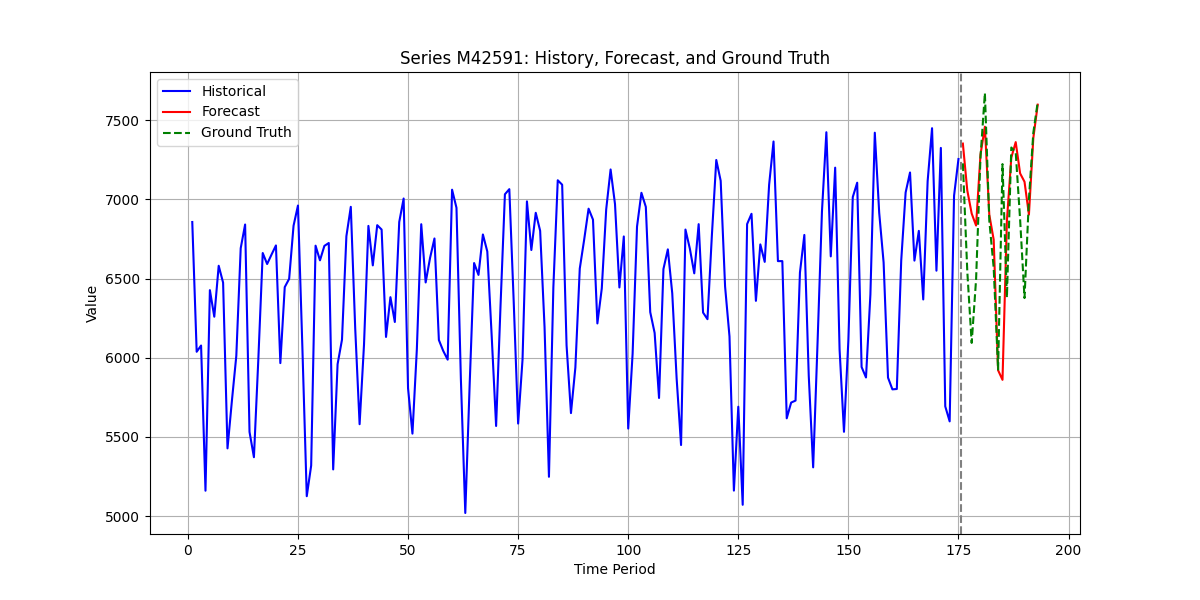 Series M42591: History, Forecast, and Ground Truth
Historical
Forecast
Ground Truth
Value
7500
7000
6500
6000
5500
5000
0 25 50 75 100 125 150 175 200
Time Period